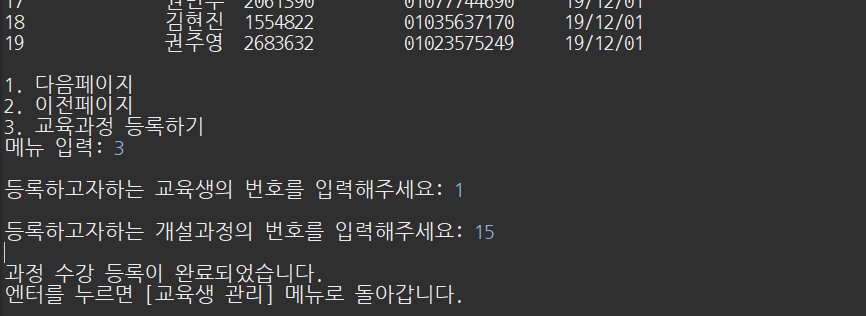 17 권민수 2061390 01077744690 19/12/01
18 김현진 1554822 01035637170 19/12/01
19 권주영 2683632 01023575249 19/12/01
1. 다음페이지
2. 이전페이지
3. 교육과정 등록하기
메뉴 입력: 3
등록하고자하는 교육생의 번호를 입력해주세요: 1
등록하고자하는 개설과정의 번호를 입력해주세요: 15
과정 수강 등록이 완료되었습니다.
엔터를 누르면 [교육생 관리] 메뉴로 돌아갑니다.